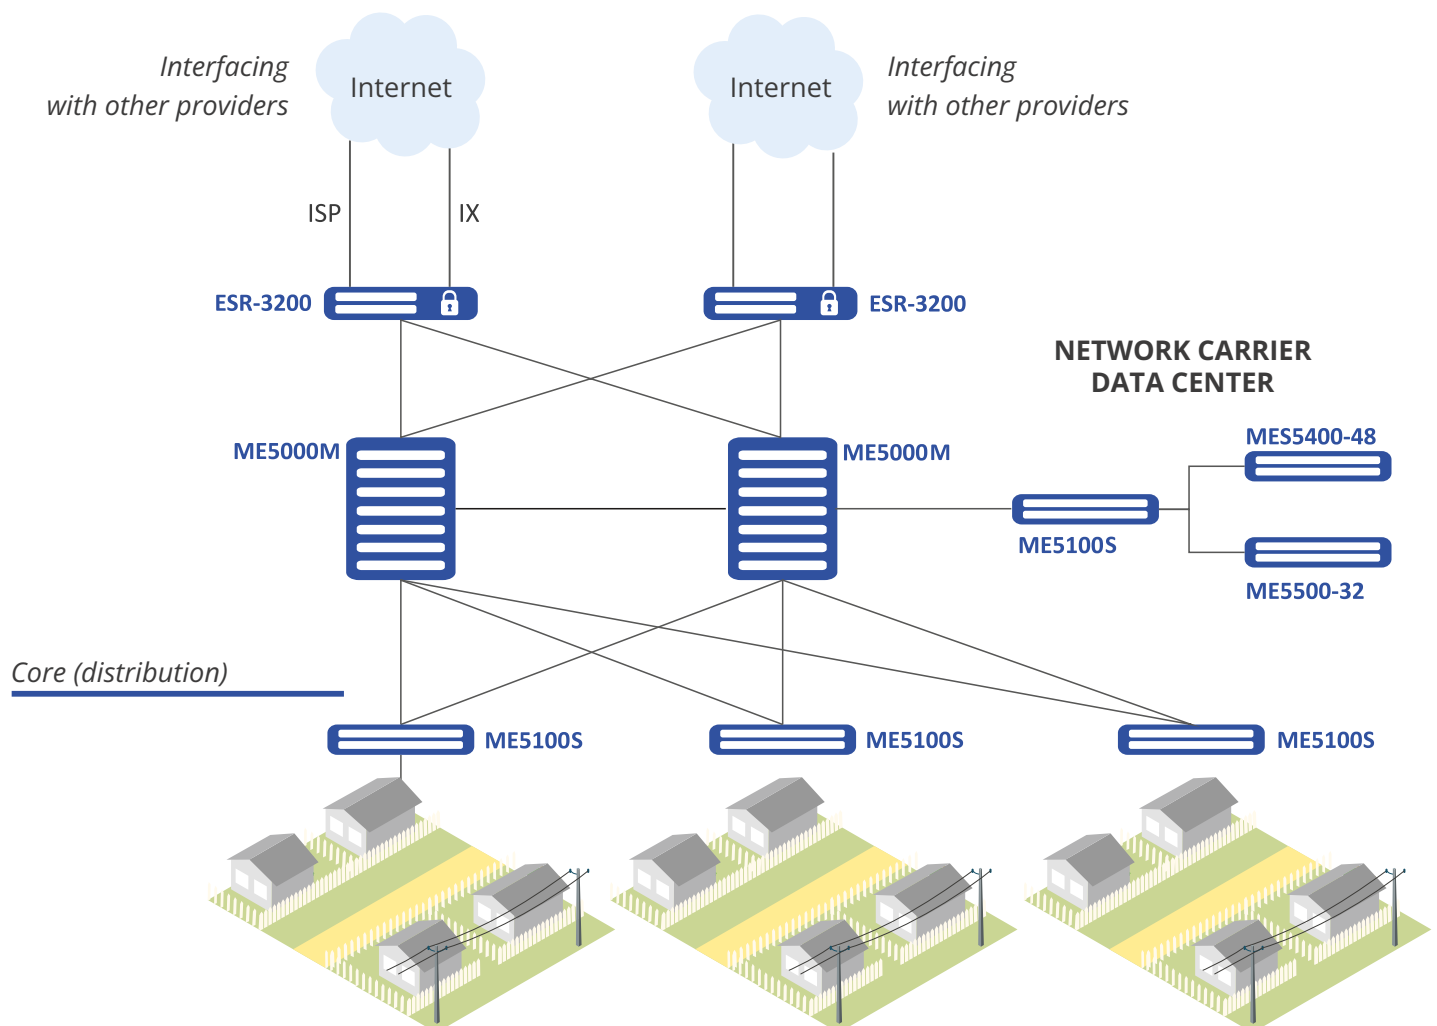 Interfacing
with other providers
Internet
Internet
Interfacing
with other providers
ISP
IX
ESR-3200
ESR-3200
NETWORK CARRIER
DATA CENTER
ME5000M
ME5000M
MES5400-48
ME5100S
ME5500-32
Core (distribution)
ME5100S
ME5100S
ME5100S